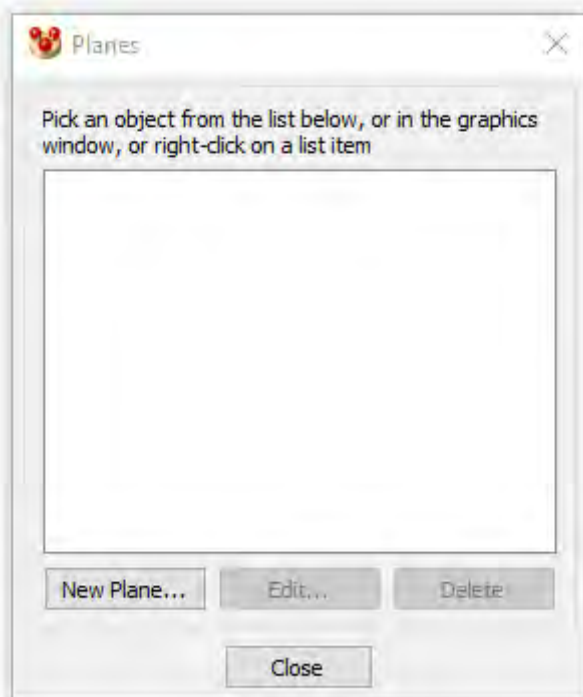 Planes
Pick an object from the list below, or in the graphics
window, or right-click on a list item
New Plane...
Edit...
Delete
Close